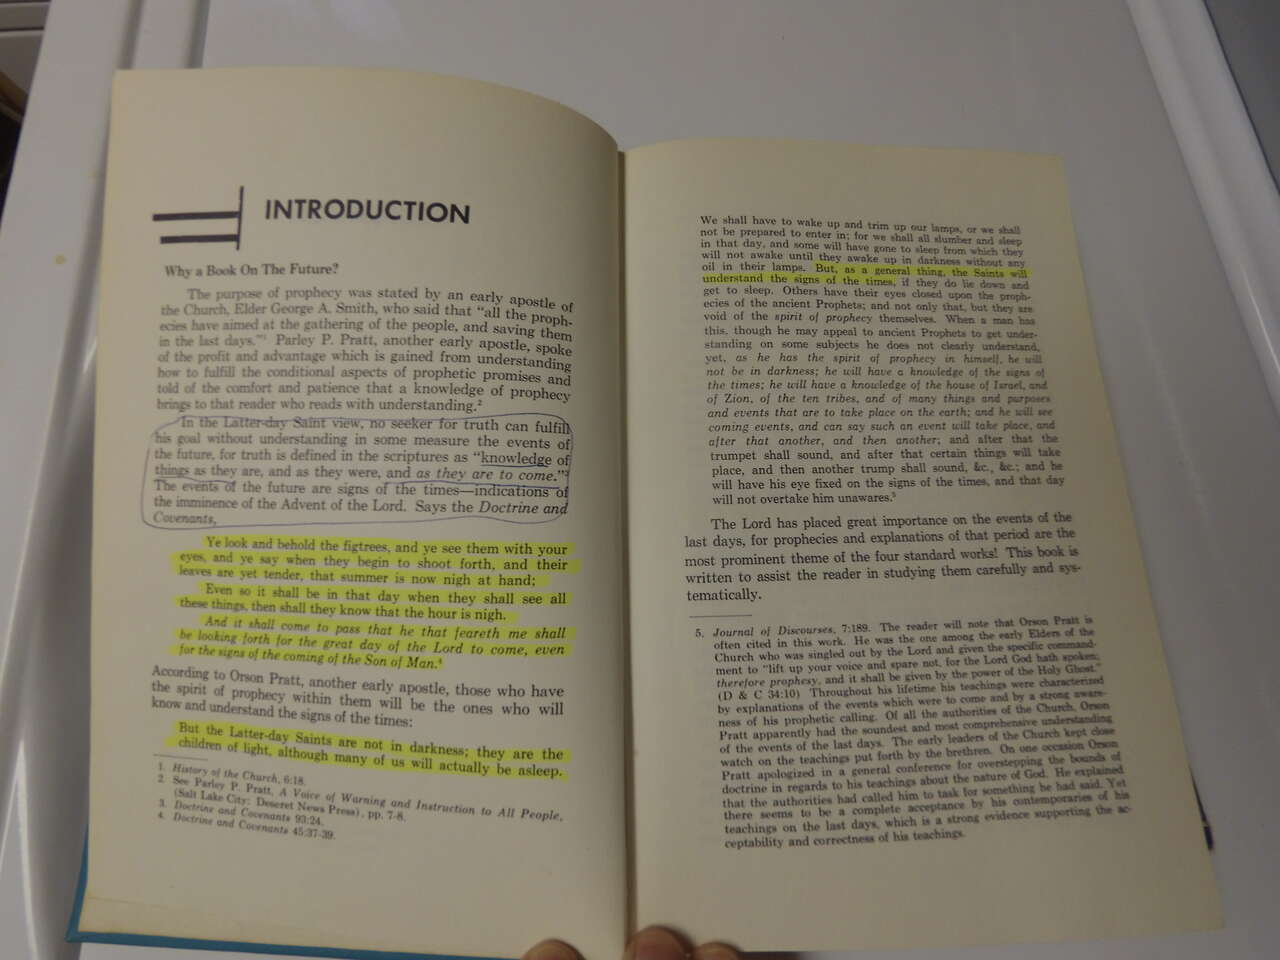 INTRODUCTION
Why a Book On The Future?
The purpose of prophecy was stated by an early apostle of
the Church, Elder George A. Smith, who said that "all the proph-
ecies have aimed at the gathering of the people, and saving them
in the last days."¹ Parley P. Pratt, another early apostle, spoke
of the profit and advantage which is gained from understanding
how to fulfill the conditional aspects of prophetic promises and
told of the comfort and patience that a knowledge of prophecy
brings to that reader who reads with understanding.²
In the Latter-day Saint view, no seeker for truth can fulfill
his goal without understanding in some measure the events of
the future, for truth is defined in the scriptures as "knowledge of
things as they are, and as they were, and as they are to come."³
The events of the future are signs of the times—indications of
the imminence of the Advent of the Lord. Says the Doctrine and
Covenants,
Ye look and behold the figtrees, and ye see them with your
eyes, and ye say when they begin to shoot forth, and their
leaves are yet tender, that summer is now nigh at hand;
Even so it shall be in that day when they shall see all
these things, then shall they know that the hour is nigh.
And it shall come to pass that he that feareth me shall
be looking forth for the great day of the Lord to come, even
for the signs of the coming of the Son of Man.⁴
According to Orson Pratt, another early apostle, those who have
the spirit of prophecy within them will be the ones who will
know and understand the signs of the times:
But the Latter-day Saints are not in darkness; they are the
children of light, although many of us will actually be asleep.
1. History of the Church, 6:18.
2. See Parley P. Pratt, A Voice of Warning and Instruction to All People,
(Salt Lake City: Deseret News Press), pp. 7-8.
3. Doctrine and Covenants 93:24.
4. Doctrine and Covenants 45:37-39.
We shall have to wake up and trim up our lamps, or we shall
not be prepared to enter in; for we shall all slumber and sleep
in that day, and some will have gone to sleep from which they
will not awake until they awake up in darkness without any
oil in their lamps. But, as a general thing, the Saints will
understand the signs of the times, if they do lie down and
get to sleep. Others have their eyes closed upon the proph-
ecies of the ancient Prophets; and not only that, but they are
void of the spirit of prophecy themselves. When a man has
this, though he may appeal to ancient Prophets to get under-
standing on some subjects he does not clearly understand,
yet, as he has the spirit of prophecy in himself, he will
not be in darkness; he will have a knowledge of the signs of
the times; he will have a knowledge of the house of Israel, and
of Zion, of the ten tribes, and of many things and purposes
and events that are to take place on the earth; and he will see
coming events, and can say such an event will take place, and
after that another, and then another; and after that the
trumpet shall sound, and after that certain things will take
place, and then another trump shall sound, &c., &c.; and he
will have his eye fixed on the signs of the times, and that day
will not overtake him unawares.⁵
The Lord has placed great importance on the events of the
last days, for prophecies and explanations of that period are the
most prominent theme of the four standard works! This book is
written to assist the reader in studying them carefully and sys-
tematically.
5. Journal of Discourses, 7:189. The reader will note that Orson Pratt is
often cited in this work. He was the one among the early Elders of the
Church who was singled out by the Lord and given the specific command-
ment to "lift up your voice and spare not, for the Lord God hath spoken;
therefore prophesy, and it shall be given by the power of the Holy Ghost."
(D & C 34:10) Throughout his lifetime his teachings were characterized
by explanations of the events which were to come and by a strong aware-
ness of his prophetic calling. Of all the authorities of the Church, Orson
Pratt apparently had the soundest and most comprehensive understanding
of the events of the last days. The early leaders of the Church kept close
watch on the teachings put forth by the brethren. On one occasion Orson
Pratt apologized in a general conference for overstepping the bounds of
doctrine in regards to his teachings about the nature of God. He explained
that the authorities had called him to task for something he had said. Yet
there seems to be a complete acceptance by his contemporaries of his
teachings on the last days, which is a strong evidence supporting the ac-
ceptability and correctness of his teachings.